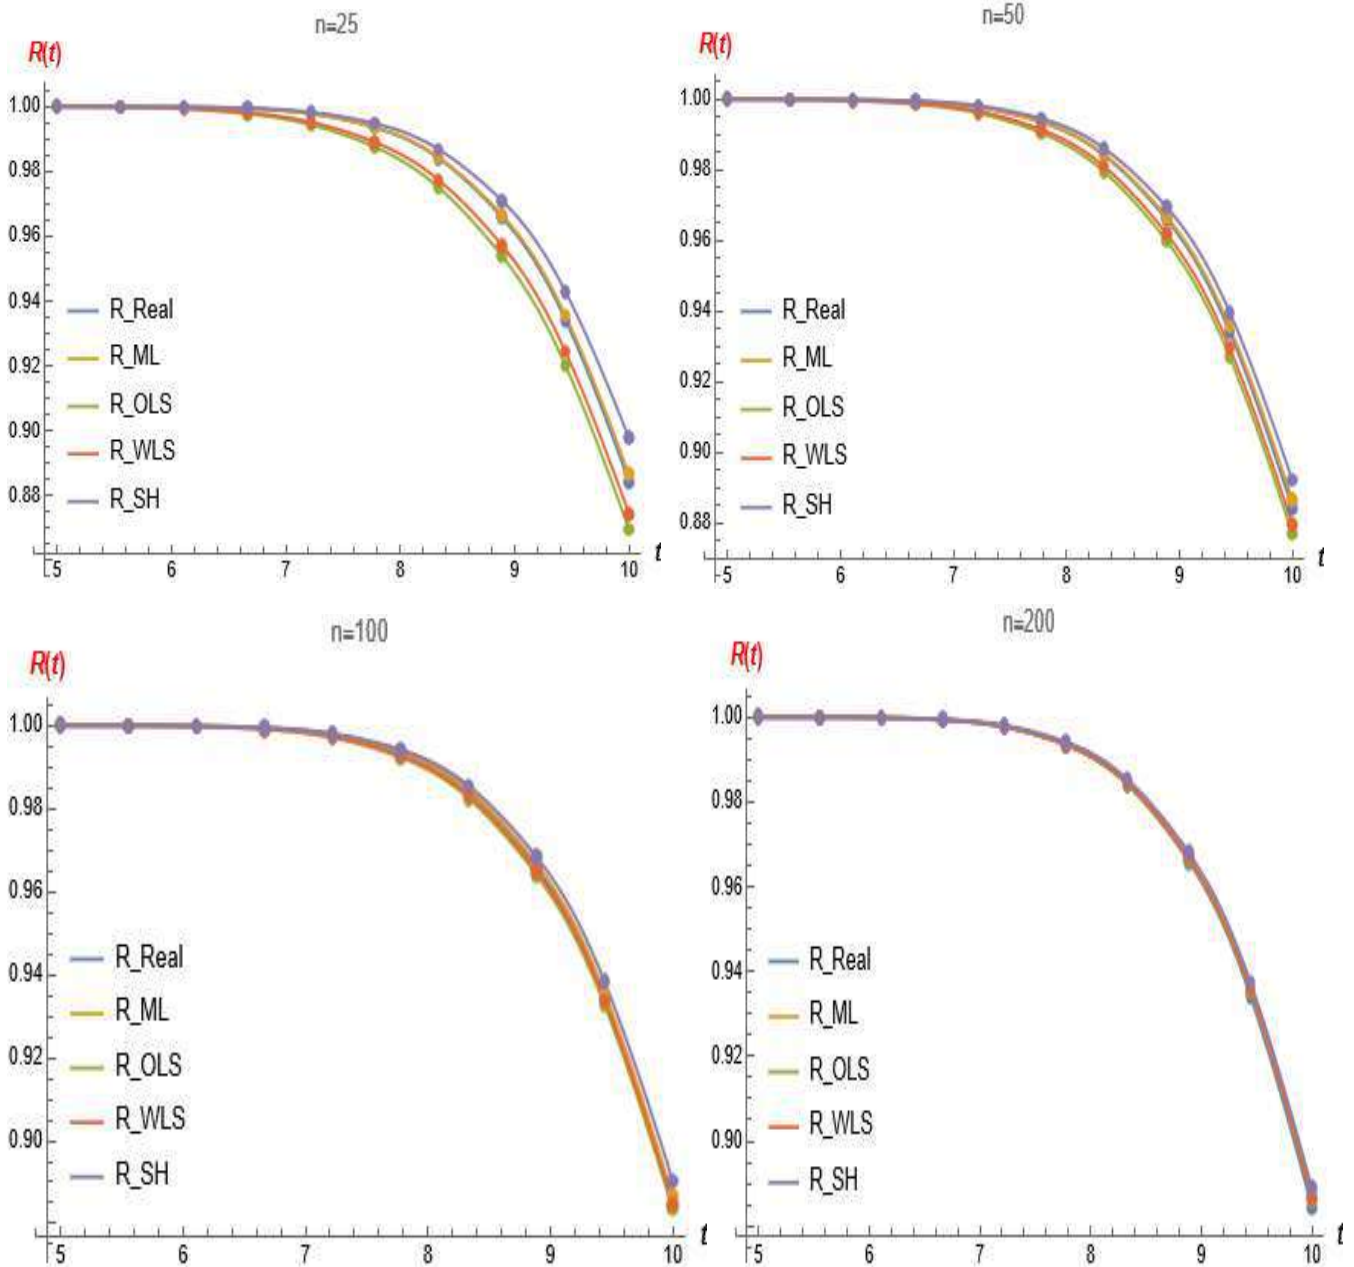 n=25
R(t)
1.00
0.98
0.96
0.94
0.92
0.90
0.88
R_Real
R_ML
R_OLS
R_WLS
R_SH
5 6 7 8 9 10 t
n=50
R(t)
1.00
0.98
0.96
0.94
0.92
0.90
0.88
R_Real
R_ML
R_OLS
R_WLS
R_SH
5 6 7 8 9 10 t
n=100
R(t)
1.00
0.98
0.96
0.94
0.92
0.90
R_Real
R_ML
R_OLS
R_WLS
R_SH
5 6 7 8 9 10 t
n=200
R(t)
1.00
0.98
0.96
0.94
0.92
0.90
R_Real
R_ML
R_OLS
R_WLS
R_SH
5 6 7 8 9 10 t